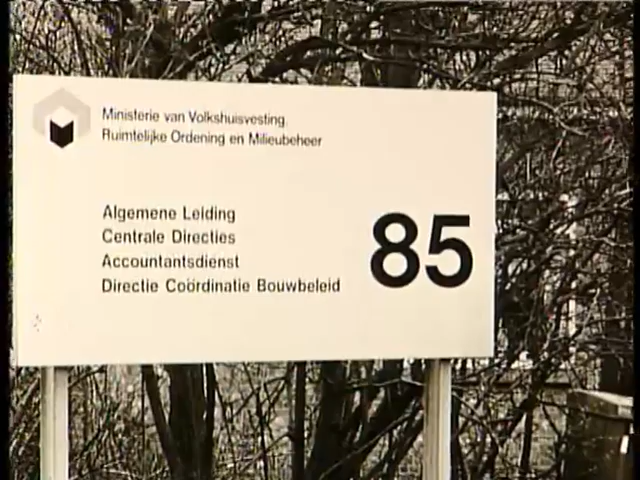 Ministerie van Volkshuisvesting
Ruimtelijke Ordening en Milieubeheer
Algemene Leiding
Centrale Directies
Accountantsdienst
Directie Coördinatie Bouwbeleid
85